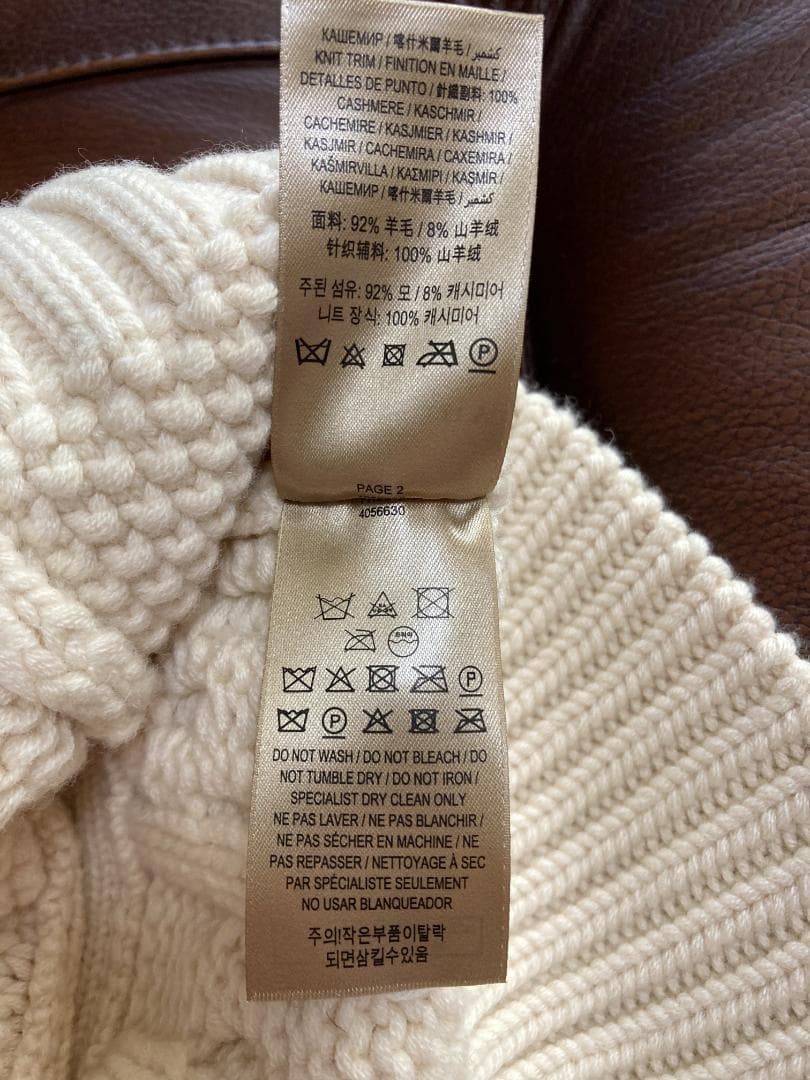 КАШЕМИР / 喀什米爾羊毛 / كشمير
KNIT TRIM / FINITION EN MAILLE /
DETALLES DE PUNTO / 針織副料: 100%
CASHMERE / KASCHMIR /
CACHEMIRE / KASJMIER / KASHMIR /
KASJMIR / CACHEMIRA / CAXEMIRA /
KAŠMIRVILLA / ΚΑΣΜΙΡΙ / KAŞMİR /
КАШЕМИР / 喀什米爾羊毛 / كشمير
面料: 92% 羊毛 / 8% 山羊绒
针织辅料: 100% 山羊绒
주된 섬유: 92% 모 / 8% 캐시미어
니트 장식: 100% 캐시미어
P
PAGE 2
4056630
드라이
P
P
DO NOT WASH / DO NOT BLEACH / DO
NOT TUMBLE DRY / DO NOT IRON /
SPECIALIST DRY CLEAN ONLY
NE PAS LAVER / NE PAS BLANCHIR /
NE PAS SÉCHER EN MACHINE / NE
PAS REPASSER / NETTOYAGE À SEC
PAR SPÉCIALISTE SEULEMENT
NO USAR BLANQUEADOR
주의!작은부품이탈락
되면삼킬수있음